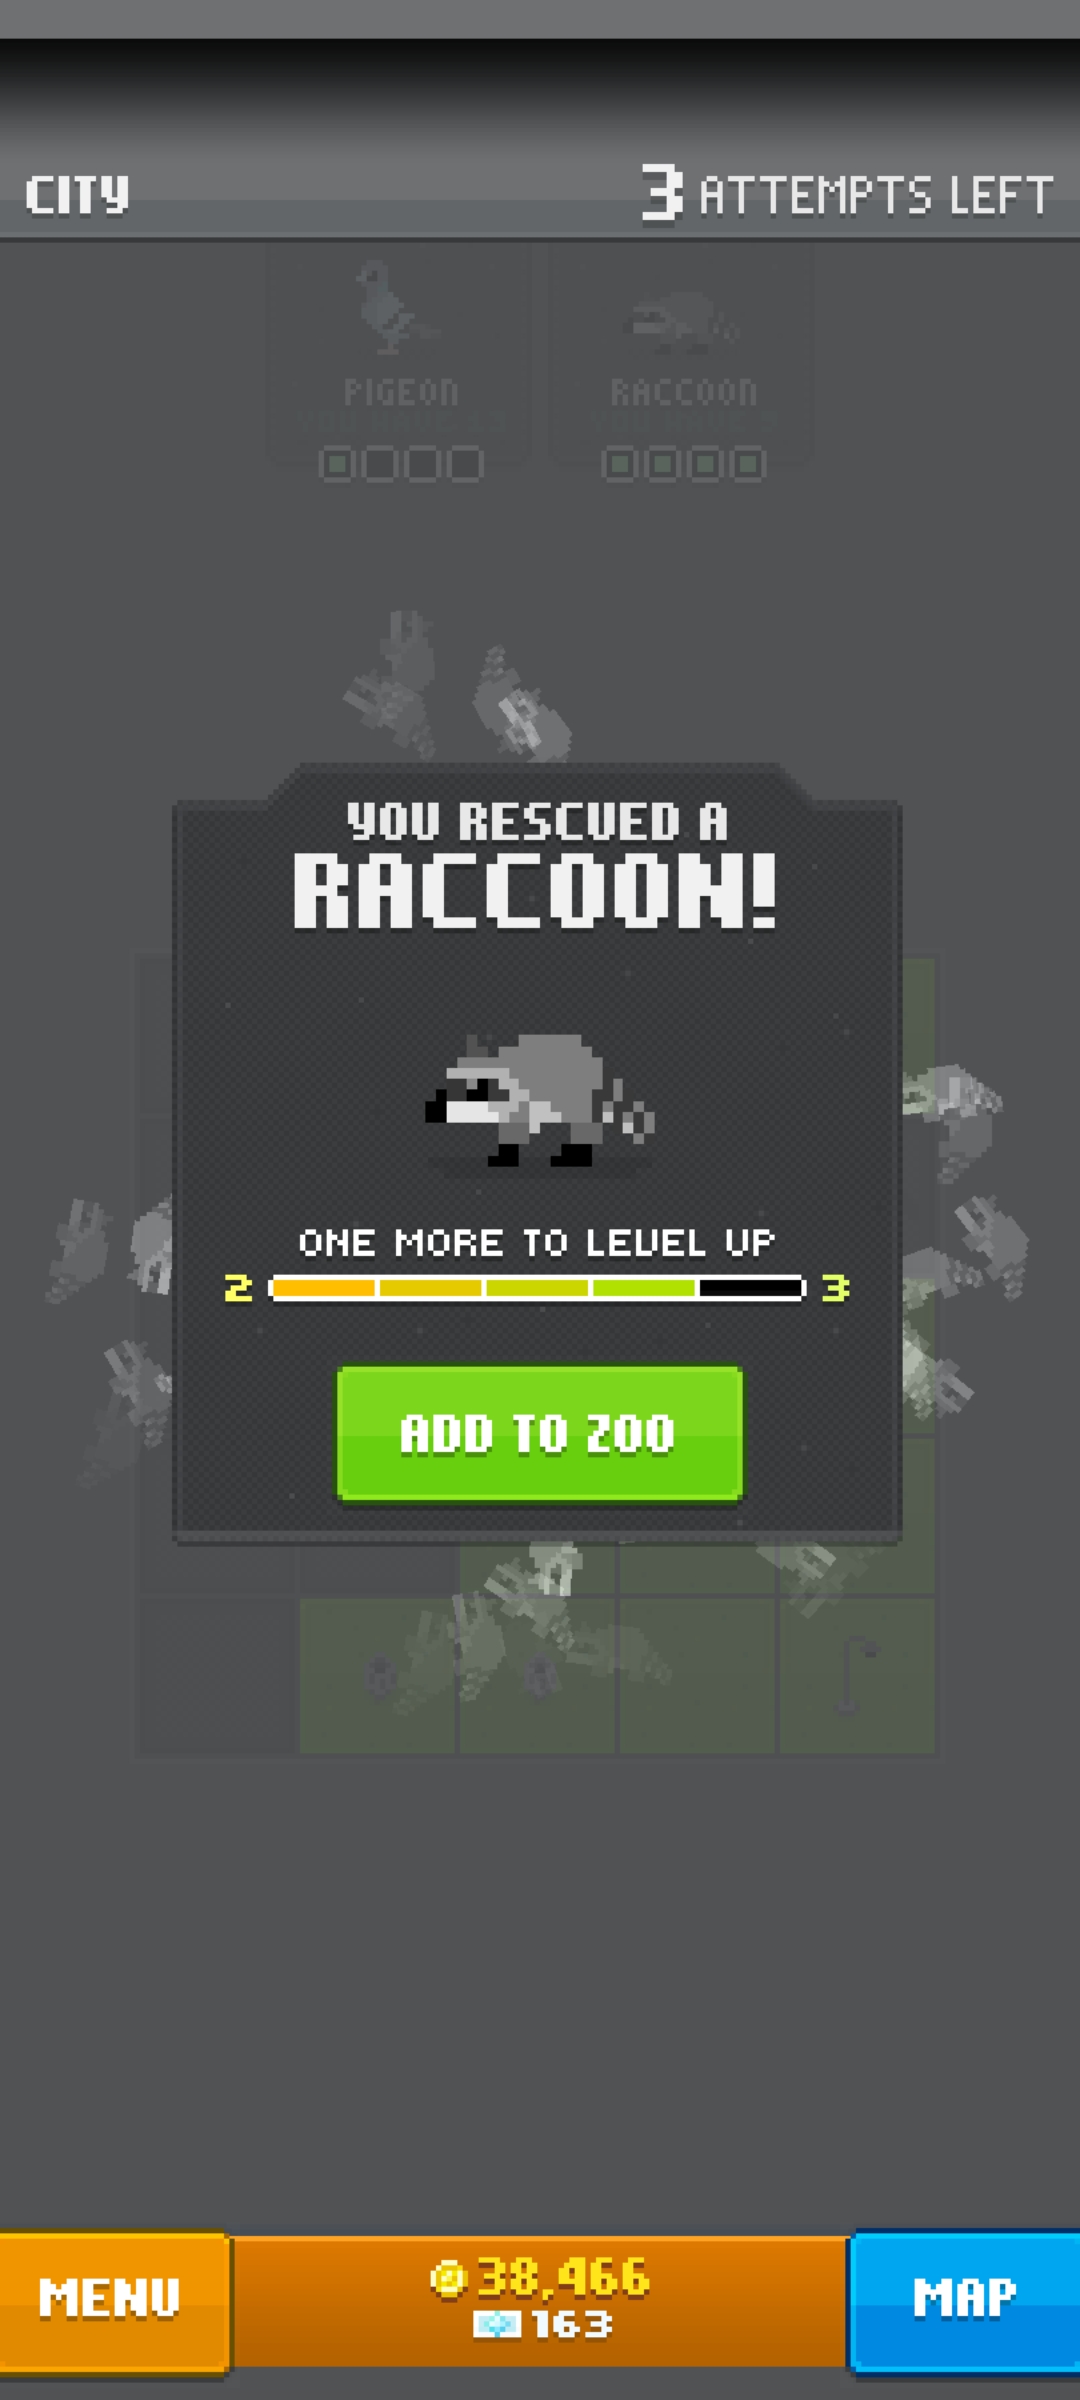 CITY
3 ATTEMPTS LEFT
PIGEON
RACCOON
YOU RESCUED A
RACCOON!
ONE MORE TO LEVEL UP
2
3
ADD TO ZOO
MENU
38,466
163
MAP